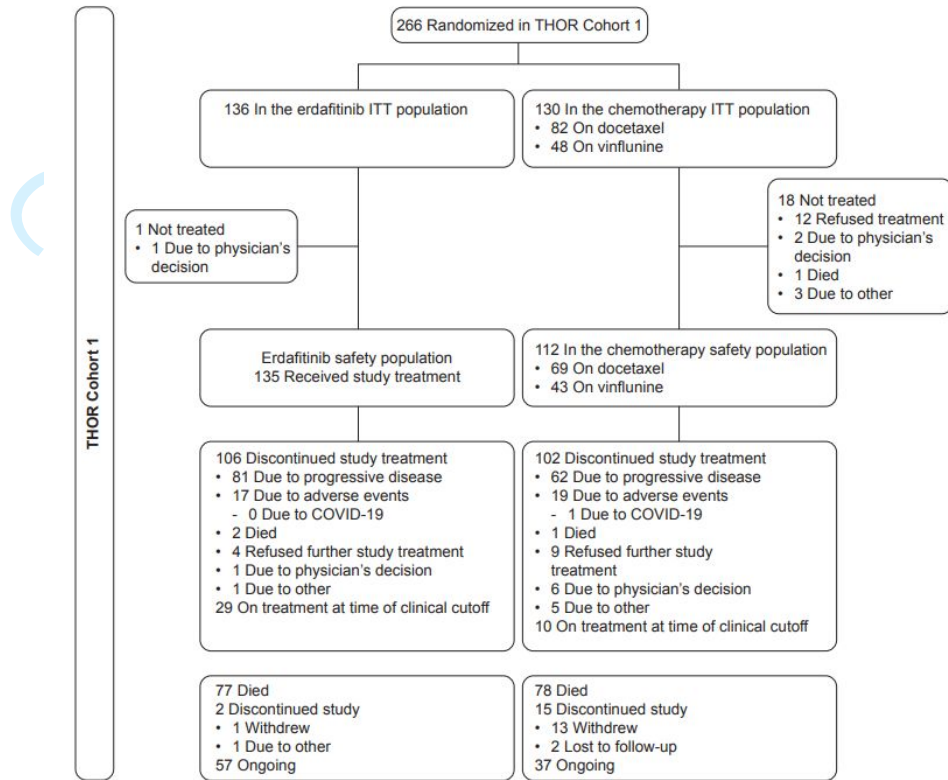 THOR Cohort 1
266 Randomized in THOR Cohort 1
136 In the erdafitinib ITT population
130 In the chemotherapy ITT population
• 82 On docetaxel
• 48 On vinflunine
1 Not treated
• 1 Due to physician's
decision
18 Not treated
• 12 Refused treatment
• 2 Due to physician's
decision
• 1 Died
• 3 Due to other
Erdafitinib safety population
135 Received study treatment
112 In the chemotherapy safety population
• 69 On docetaxel
• 43 On vinflunine
106 Discontinued study treatment
• 81 Due to progressive disease
• 17 Due to adverse events
- 0 Due to COVID-19
• 2 Died
• 4 Refused further study treatment
• 1 Due to physician's decision
• 1 Due to other
29 On treatment at time of clinical cutoff
102 Discontinued study treatment
• 62 Due to progressive disease
• 19 Due to adverse events
- 1 Due to COVID-19
• 1 Died
• 9 Refused further study
treatment
• 6 Due to physician's decision
• 5 Due to other
10 On treatment at time of clinical cutoff
77 Died
2 Discontinued study
• 1 Withdrew
• 1 Due to other
57 Ongoing
78 Died
15 Discontinued study
• 13 Withdrew
• 2 Lost to follow-up
37 Ongoing